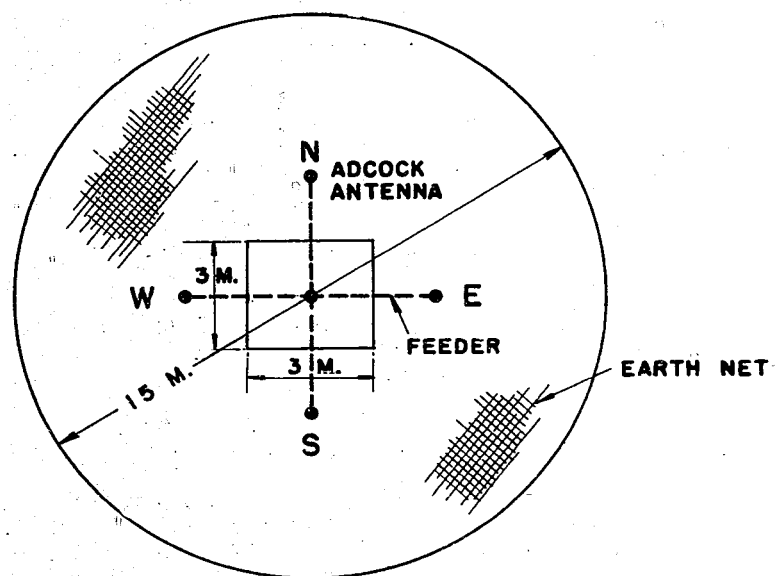 N
ADCOCK
ANTENNA
3 M.
W
E
FEEDER
3 M.
EARTH NET
15 M.
S